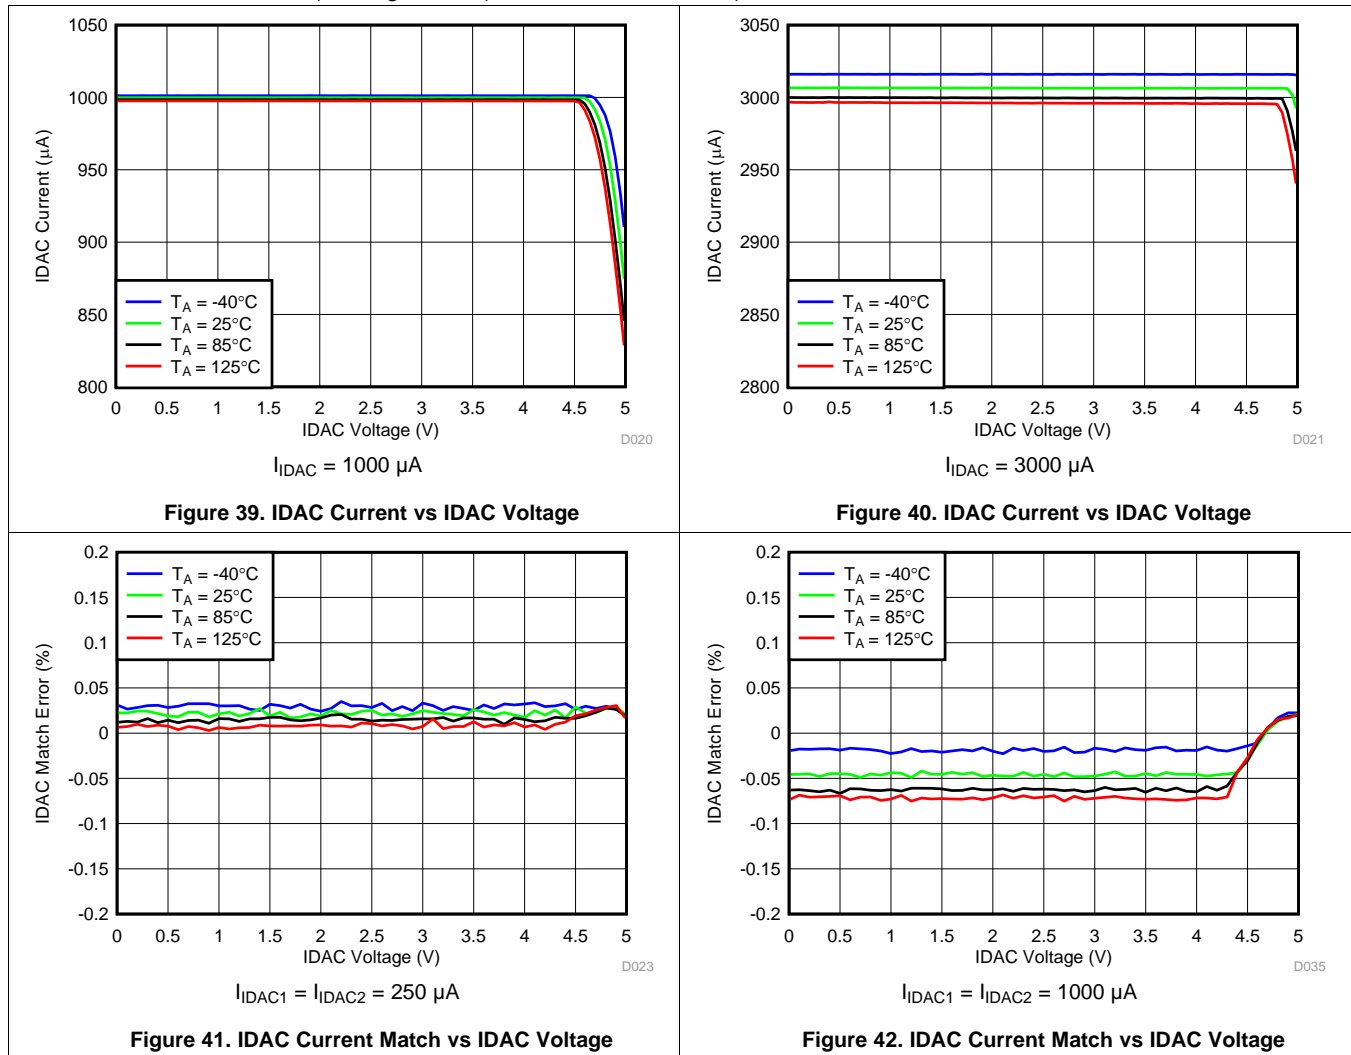 1050
1000
950
900
850
800
IDAC Current (µA)
T_A = -40°C
T_A = 25°C
T_A = 85°C
T_A = 125°C
0 0.5 1 1.5 2 2.5 3 3.5 4 4.5 5
IDAC Voltage (V)
D020
I_IDAC = 1000 µA
Figure 39. IDAC Current vs IDAC Voltage
3050
3000
2950
2900
2850
2800
IDAC Current (µA)
T_A = -40°C
T_A = 25°C
T_A = 85°C
T_A = 125°C
0 0.5 1 1.5 2 2.5 3 3.5 4 4.5 5
IDAC Voltage (V)
D021
I_IDAC = 3000 µA
Figure 40. IDAC Current vs IDAC Voltage
0.2
0.15
0.1
0.05
0
-0.05
-0.1
-0.15
-0.2
IDAC Match Error (%)
T_A = -40°C
T_A = 25°C
T_A = 85°C
T_A = 125°C
0 0.5 1 1.5 2 2.5 3 3.5 4 4.5 5
IDAC Voltage (V)
D023
I_IDAC1 = I_IDAC2 = 250 µA
Figure 41. IDAC Current Match vs IDAC Voltage
0.2
0.15
0.1
0.05
0
-0.05
-0.1
-0.15
-0.2
IDAC Match Error (%)
T_A = -40°C
T_A = 25°C
T_A = 85°C
T_A = 125°C
0 0.5 1 1.5 2 2.5 3 3.5 4 4.5 5
IDAC Voltage (V)
D035
I_IDAC1 = I_IDAC2 = 1000 µA
Figure 42. IDAC Current Match vs IDAC Voltage